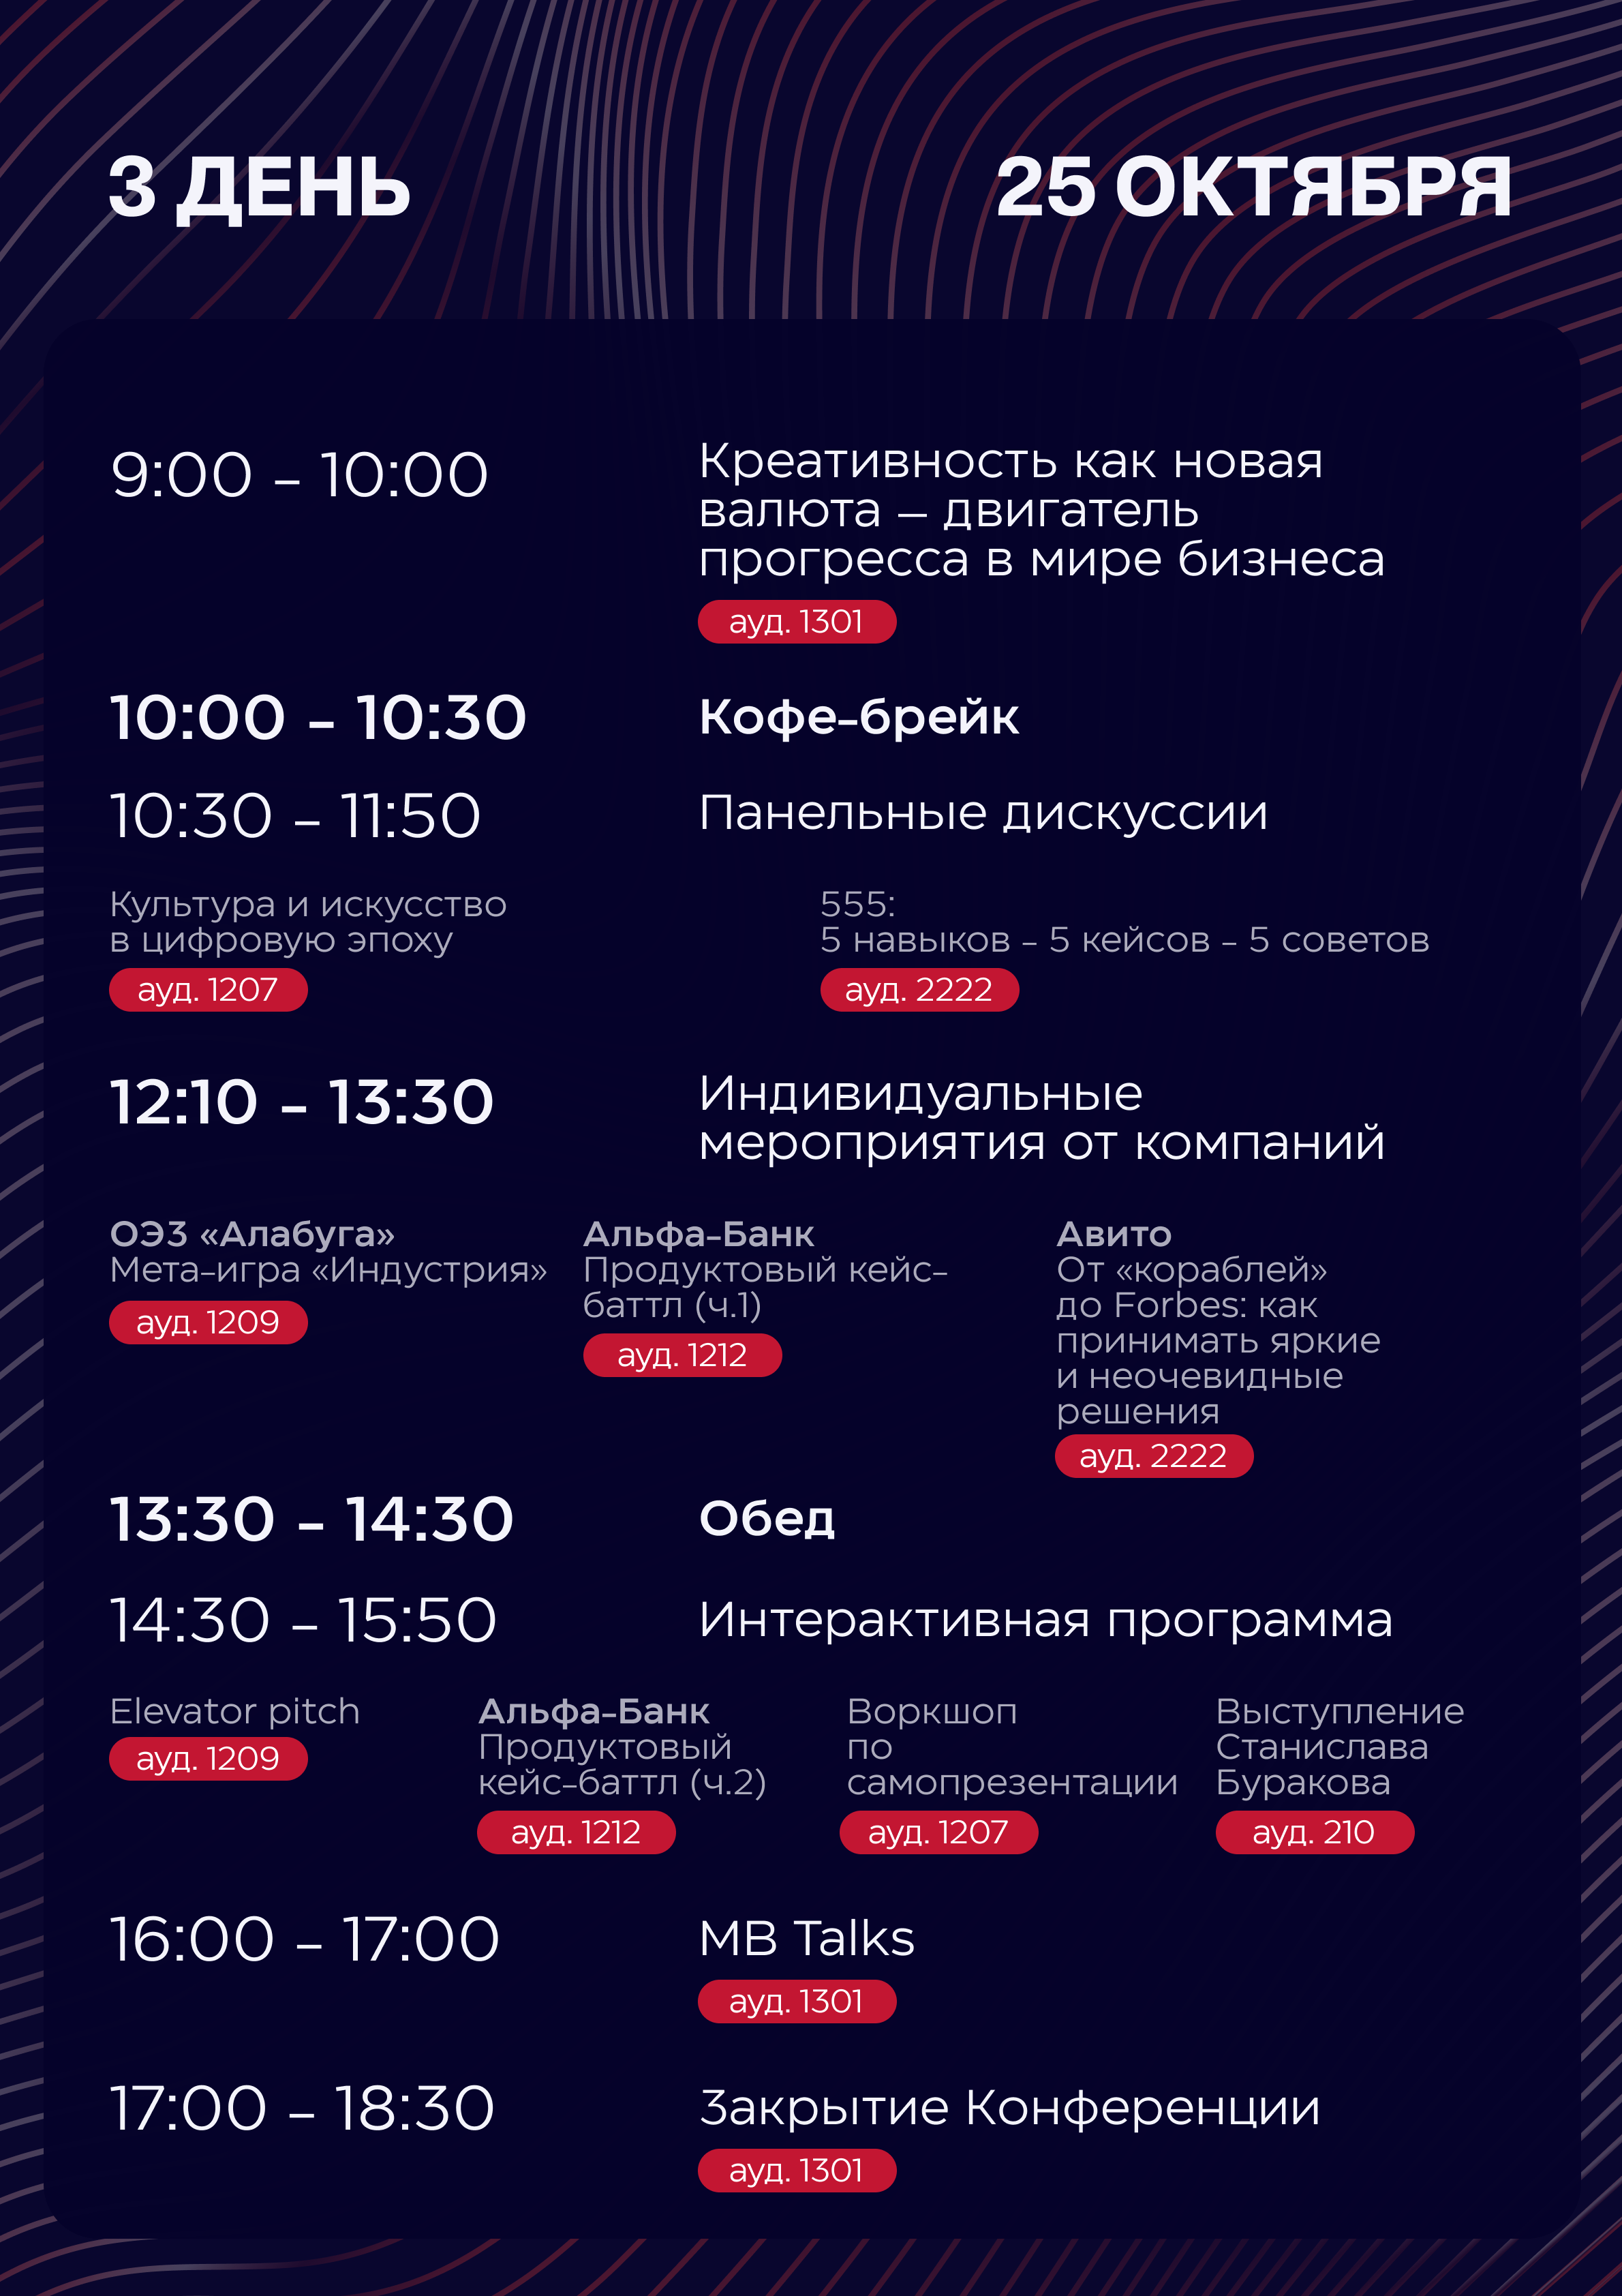 3 ДЕНЬ
25 ОКТЯБРЯ
9:00 – 10:00
Креативность как новая
валюта – двигатель
прогресса в мире бизнеса
ауд. 1301
10:00 – 10:30
Кофе-брейк
10:30 – 11:50
Панельные дискуссии
Культура и искусство
в цифровую эпоху
ауд. 1207
555:
5 навыков - 5 кейсов - 5 советов
ауд. 2222
12:10 – 13:30
Индивидуальные
мероприятия от компаний
ОЭЗ «Алабуга»
Мета-игра «Индустрия»
ауд. 1209
Альфа-Банк
Продуктовый кейс-
баттл (ч.1)
ауд. 1212
Авито
От «кораблей»
до Forbes: как
принимать яркие
и неочевидные
решения
ауд. 2222
13:30 – 14:30
Обед
14:30 – 15:50
Интерактивная программа
Elevator pitch
ауд. 1209
Альфа-Банк
Продуктовый
кейс-баттл (ч.2)
ауд. 1212
Воркшоп
по
самопрезентации
ауд. 1207
Выступление
Станислава
Буракова
ауд. 210
16:00 – 17:00
MB Talks
ауд. 1301
17:00 – 18:30
Закрытие Конференции
ауд. 1301